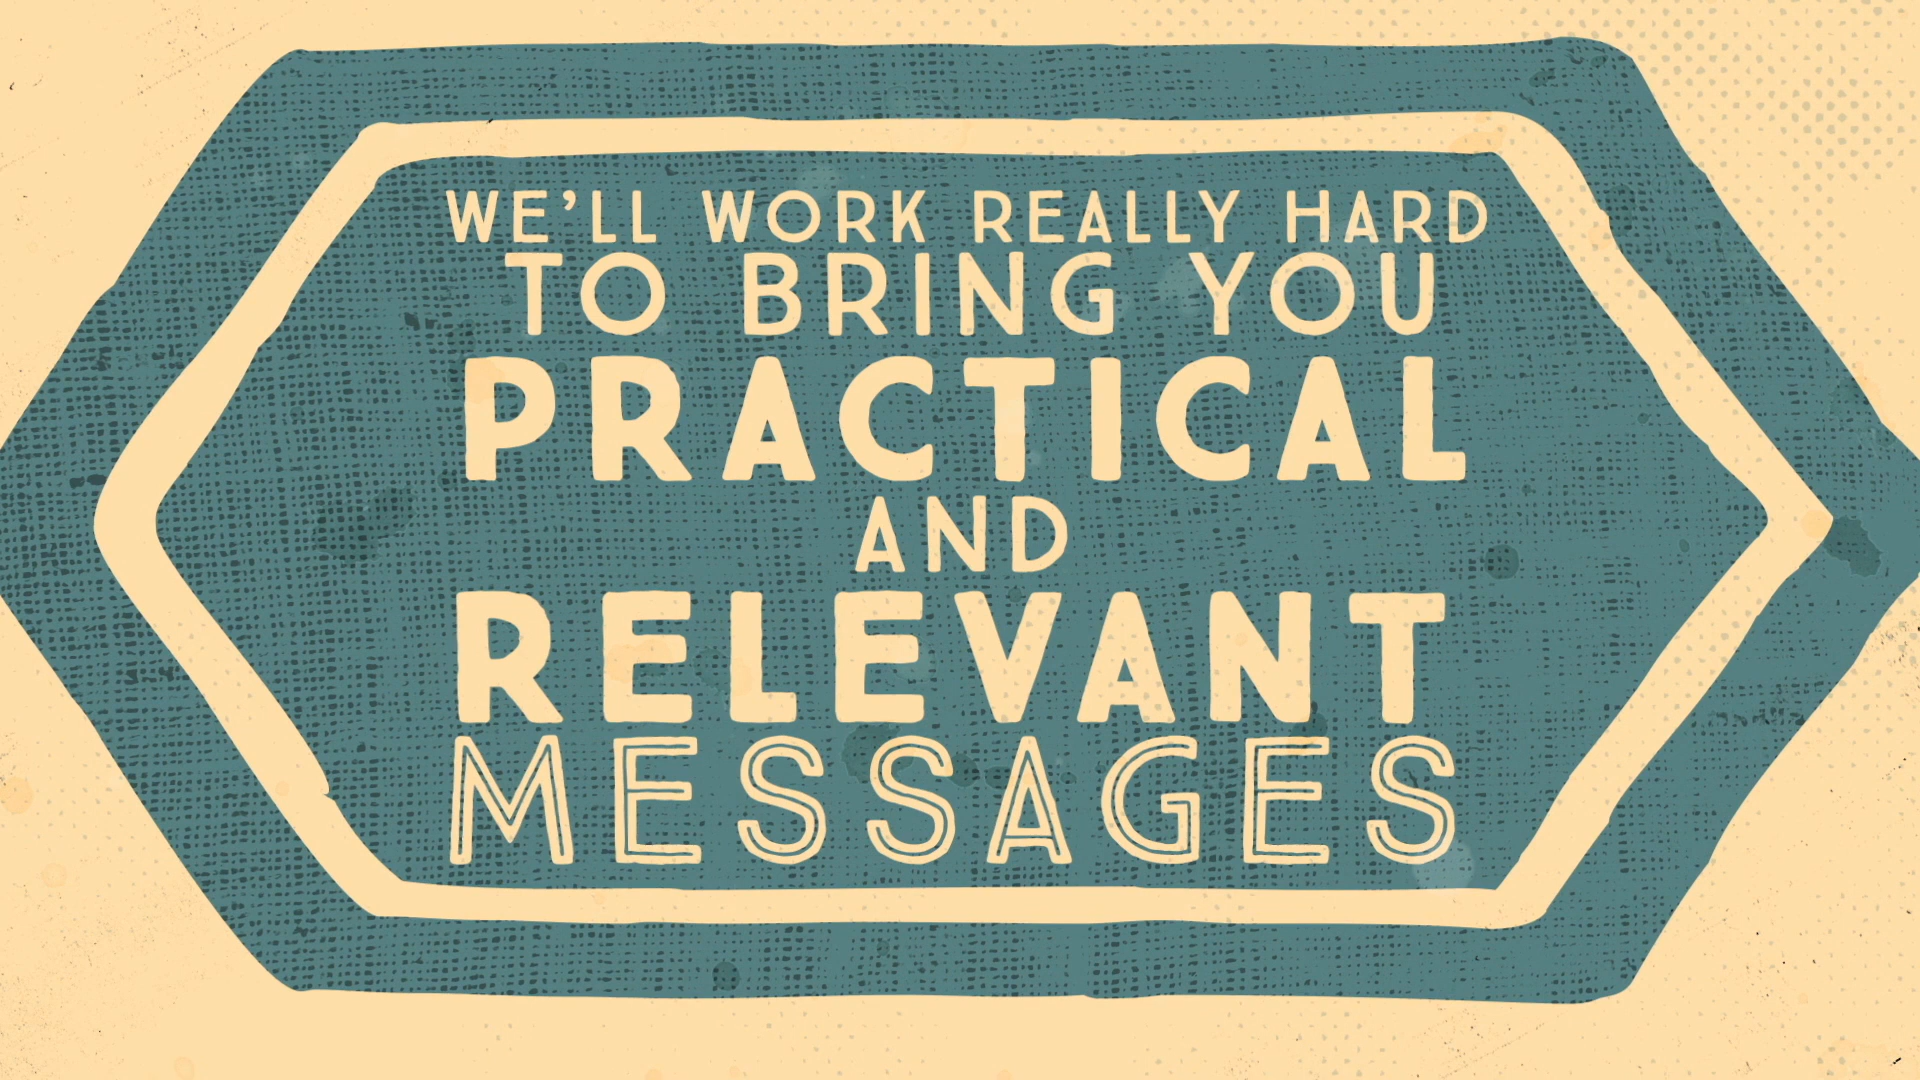 WE'LL WORK REALLY HARD
TO BRING YOU
PRACTICAL
AND
RELEVANT
MESSAGES